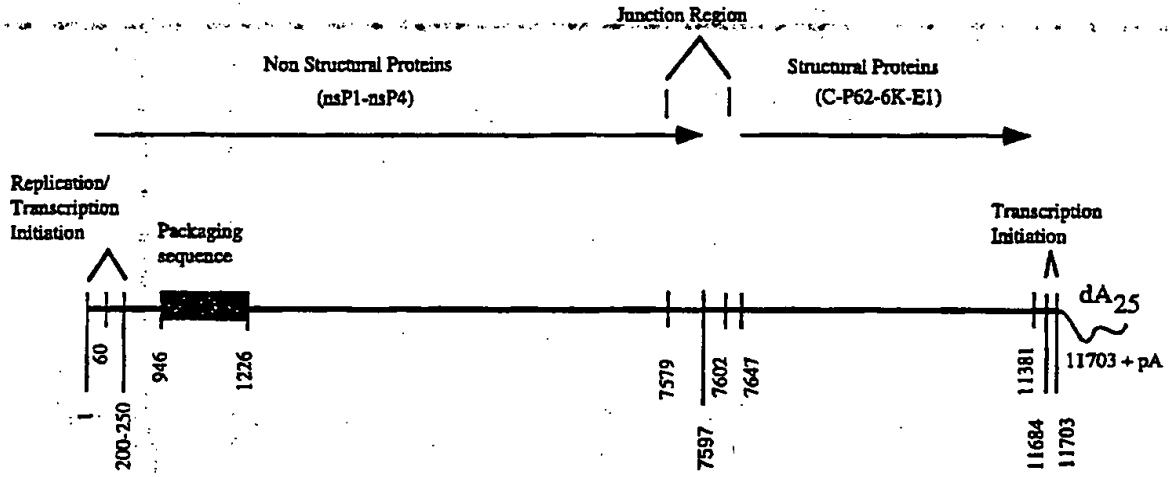 Junction Region
Non Structural Proteins
(nsP1-nsP4)
Structural Proteins
(C-P62-6K-E1)
Replication/
Transcription
Initiation
Packaging
sequence
Transcription
Initiation
dA25
1
60
200-250
946
1226
7579
7597
7602
7647
11381
11684
11703
11703 + pA